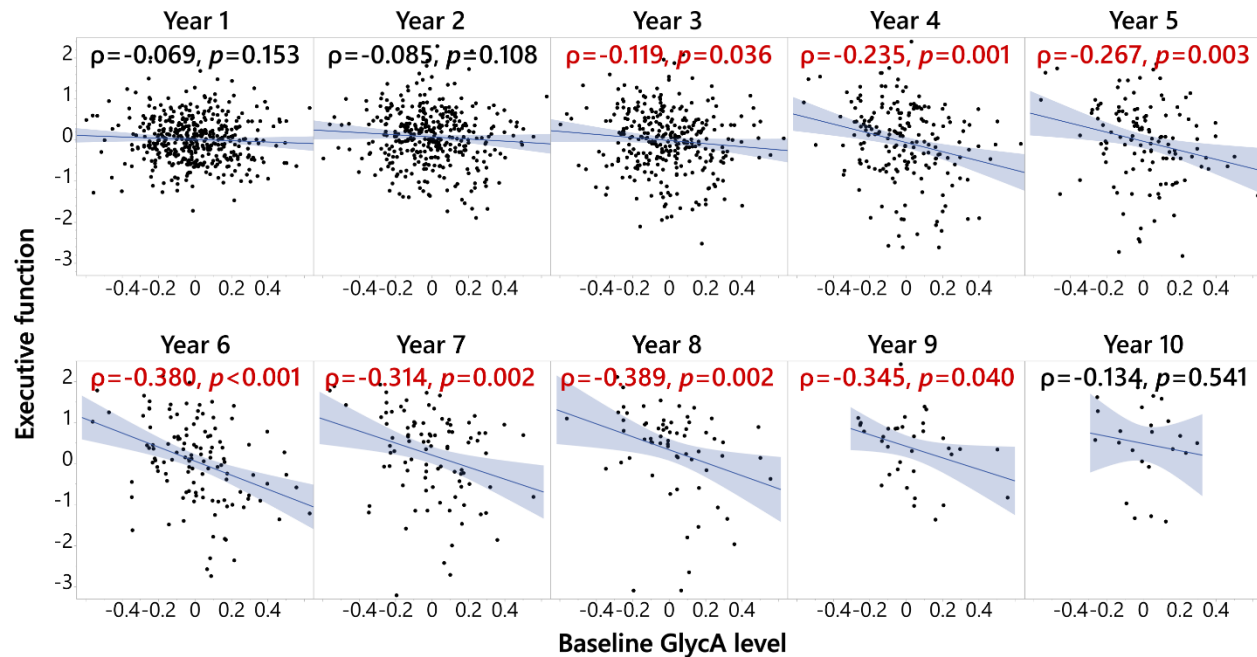 Year 1 Year 2 Year 3 Year 4 Year 5
ρ=-0.069, p=0.153 ρ=-0.085, p=0.108 ρ=-0.119, p=0.036 ρ=-0.235, p=0.001 ρ=-0.267, p=0.003
2
1
0
-1
-2
-3
-0.4 -0.2 0 0.2 0.4 -0.4 -0.2 0 0.2 0.4 -0.4 -0.2 0 0.2 0.4 -0.4 -0.2 0 0.2 0.4 -0.4 -0.2 0 0.2 0.4
Executive function
Year 6 Year 7 Year 8 Year 9 Year 10
ρ=-0.380, p<0.001 ρ=-0.314, p=0.002 ρ=-0.389, p=0.002 ρ=-0.345, p=0.040 ρ=-0.134, p=0.541
2
1
0
-1
-2
-3
-0.4 -0.2 0 0.2 0.4 -0.4 -0.2 0 0.2 0.4 -0.4 -0.2 0 0.2 0.4 -0.4 -0.2 0 0.2 0.4 -0.4 -0.2 0 0.2 0.4
Baseline GlycA level